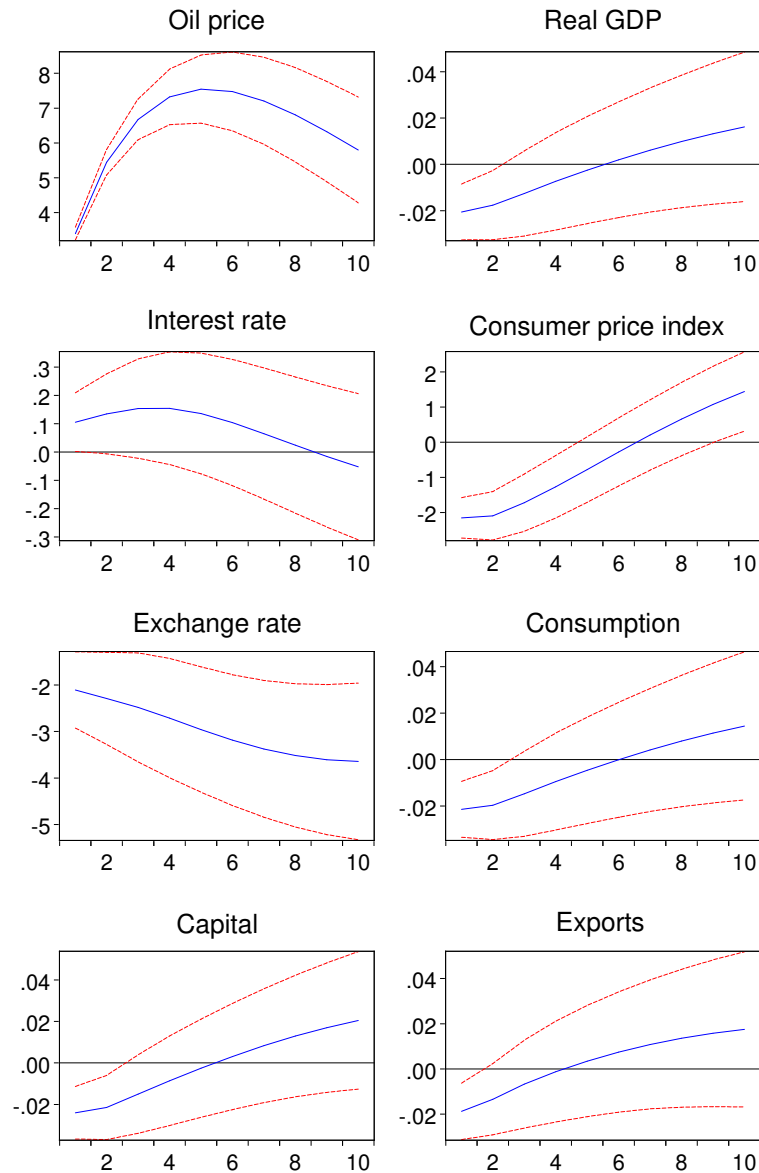 Oil price
8
7
6
5
4
2 4 6 8 10
Real GDP
.04
.02
.00
-.02
2 4 6 8 10
Interest rate
.3
.2
.1
.0
-.1
-.2
-.3
2 4 6 8 10
Consumer price index
2
1
0
-1
-2
2 4 6 8 10
Exchange rate
-2
-3
-4
-5
2 4 6 8 10
Consumption
.04
.02
.00
-.02
2 4 6 8 10
Capital
.04
.02
.00
-.02
2 4 6 8 10
Exports
.04
.02
.00
-.02
2 4 6 8 10